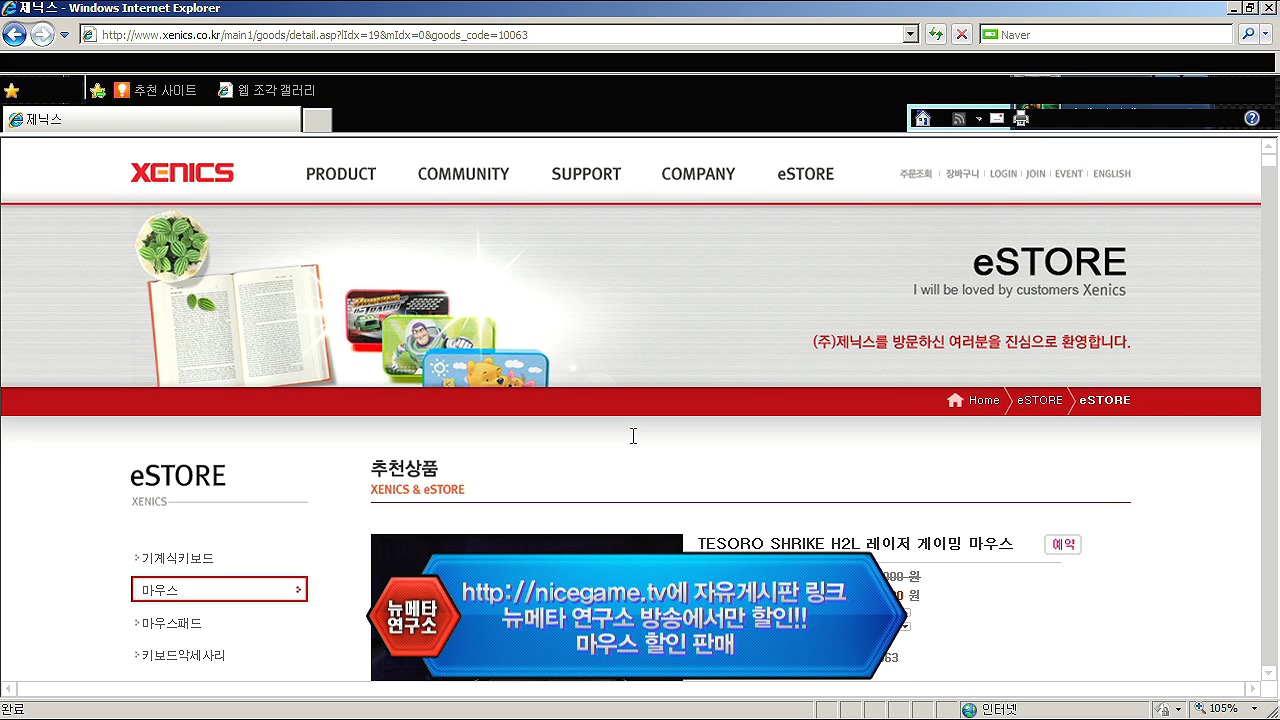 제닉스 - Windows Internet Explorer
http://www.xenics.co.kr/nain1/goods/detail.asp?lIdx=19&mIdx=0&goods_code=10063
Naver
추천 사이트
웹 조각 갤러리
제닉스
XENICS
PRODUCT
COMMUNITY
SUPPORT
COMPANY
eSTORE
주문조회
장바구니
LOGIN
JOIN
EVENT
ENGLISH
eSTORE
I will be loved by customers Xenics
(주)제닉스를 방문하신 여러분을 진심으로 환영합니다.
Home
eSTORE
eSTORE
eSTORE
XENICS
추천상품
XENICS & eSTORE
기계식키보드
마우스
마우스패드
키보드악세사리
TESORO SHRIKE H2L 레이저 게이밍 마우스
예약
원
0 원
63
뉴메타
연구소
http://nicegame.tv에 자유게시판 링크
뉴메타 연구소 방송에서만 할인!!
마우스 할인 판매
완료
인터넷
105%